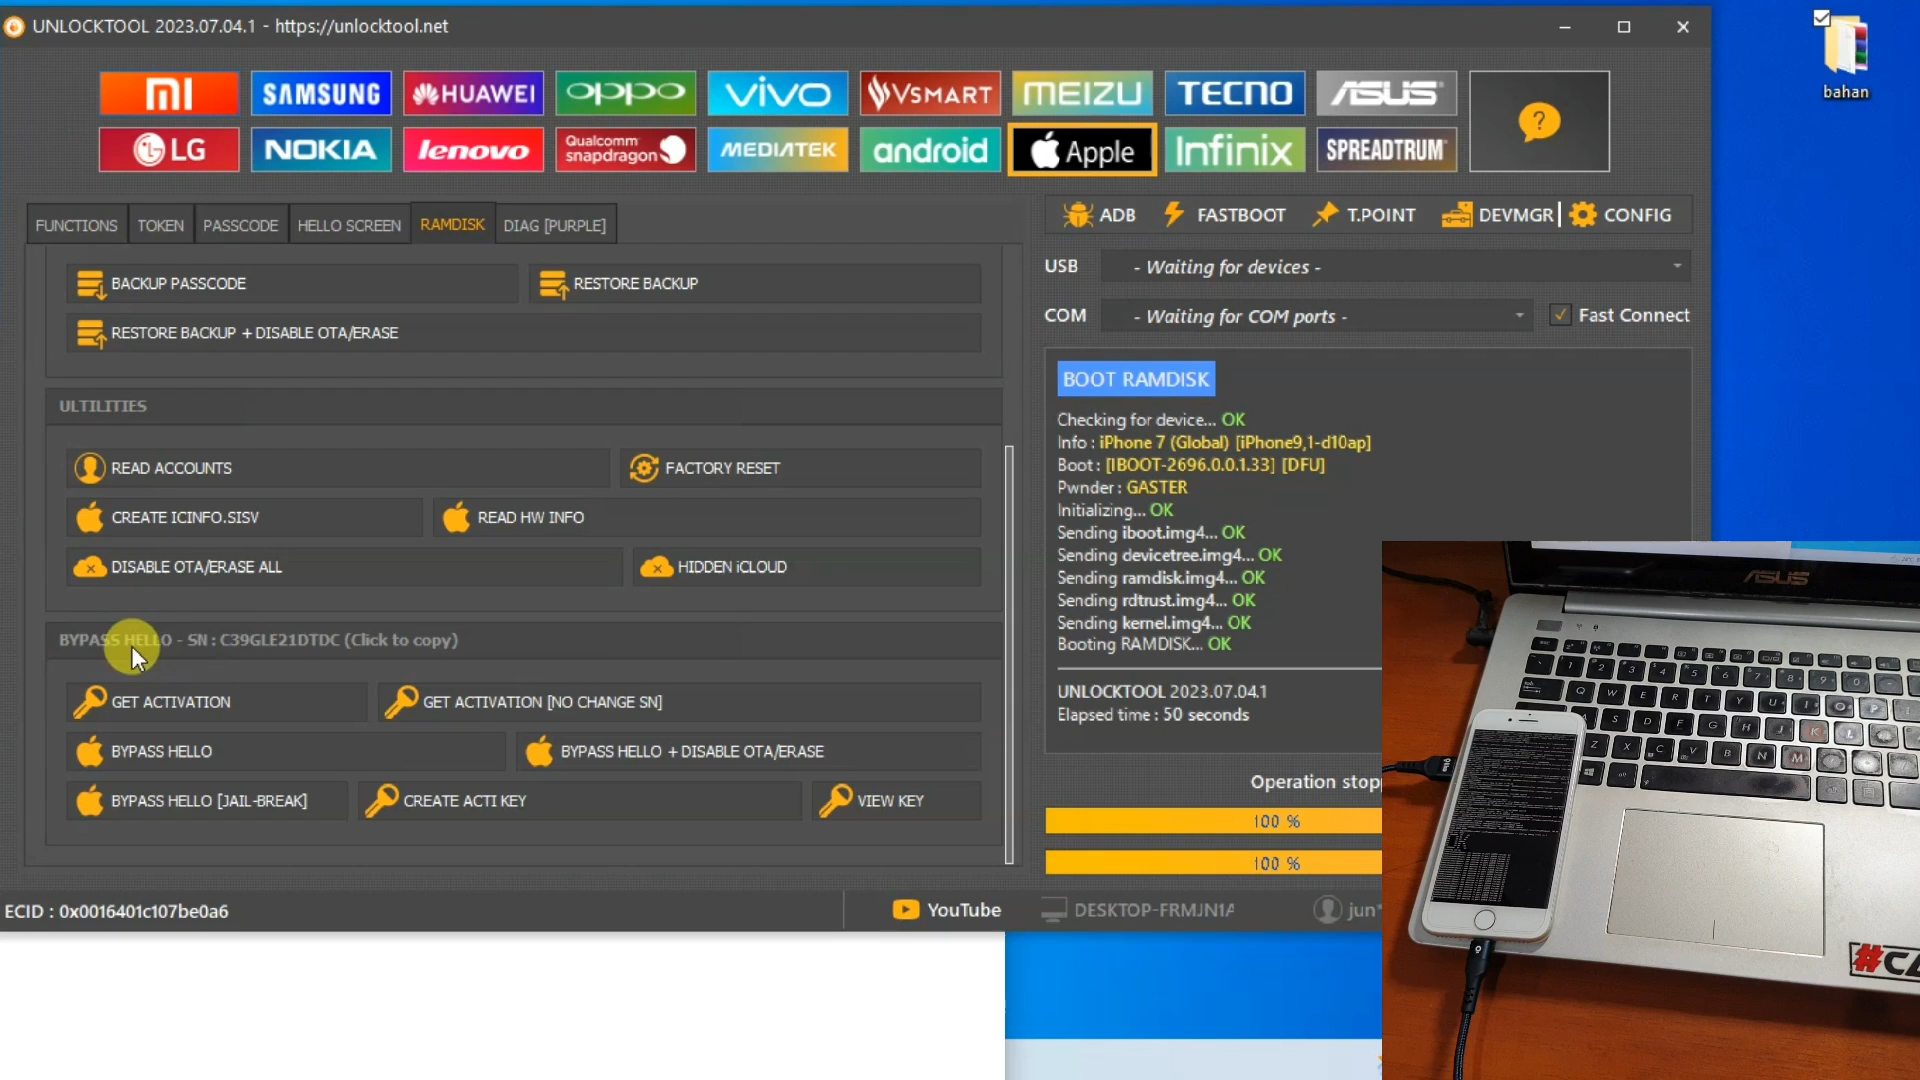 UNLOCKTOOL 2023.07.04.1 - https://unlocktool.net
bahan
MI SAMSUNG HUAWEI OPPO VIVO VSMART MEIZU TECNO ASUS ?
LG NOKIA lenovo Qualcomm snapdragon MEDIATEK android Apple Infinix SPREADTRUM
FUNCTIONS TOKEN PASSCODE HELLO SCREEN RAMDISK DIAG [PURPLE]
ADB FASTBOOT T.POINT DEVMGR CONFIG
USB - Waiting for devices -
COM - Waiting for COM ports - Fast Connect
BACKUP PASSCODE RESTORE BACKUP
RESTORE BACKUP + DISABLE OTA/ERASE
ULTILITIES
READ ACCOUNTS FACTORY RESET
CREATE ICINFO.SISV READ HW INFO
DISABLE OTA/ERASE ALL HIDDEN iCLOUD
BYPASS HELLO - SN : C39GLE21DTDC (Click to copy)
GET ACTIVATION GET ACTIVATION [NO CHANGE SN]
BYPASS HELLO BYPASS HELLO + DISABLE OTA/ERASE
BYPASS HELLO [JAIL-BREAK] CREATE ACTI KEY VIEW KEY
BOOT RAMDISK
Checking for device... OK
Info : iPhone 7 (Global) [iPhone9,1-d10ap]
Boot : [IBOOT-2696.0.0.1.33] [DFU]
Pwnder : GASTER
Initializing... OK
Sending iboot.img4... OK
Sending devicetree.img4... OK
Sending ramdisk.img4... OK
Sending rdtrust.img4... OK
Sending kernel.img4... OK
Booting RAMDISK... OK
UNLOCKTOOL 2023.07.04.1
Elapsed time : 50 seconds
Operation stopp
100 %
100 %
ECID : 0x0016401c107be0a6
YouTube DESKTOP-FRMJN1A jun*
ASUS
#CA